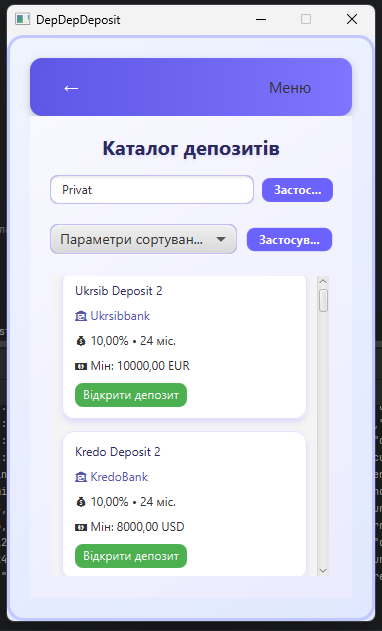 DepDepDeposit
← Меню
Каталог депозитів
Privat Застос...
Параметри сортуван... Застосув...
Ukrsib Deposit 2
Ukrsibbank
10,00% • 24 міс.
Мін: 10000,00 EUR
Відкрити депозит
Kredo Deposit 2
KredoBank
10,00% • 24 міс.
Мін: 8000,00 USD
Відкрити депозит